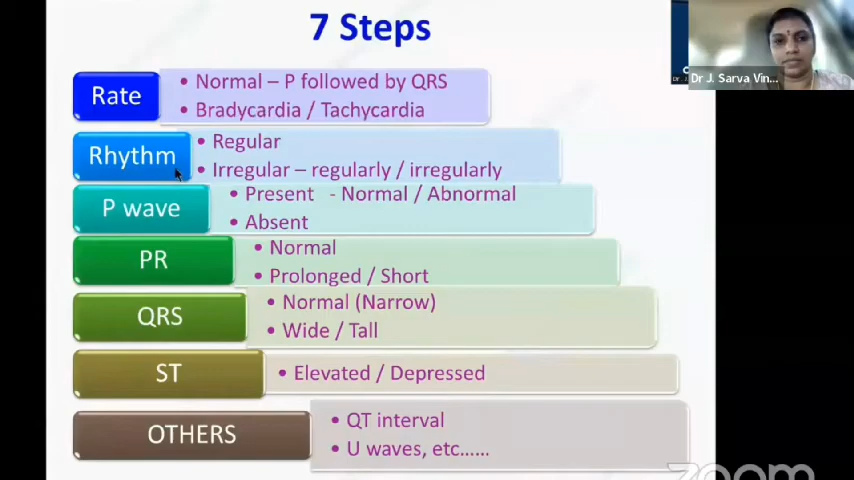 7 Steps
Rate
• Normal – P followed by QRS
• Bradycardia / Tachycardia
Rhythm
• Regular
• Irregular – regularly / irregularly
P wave
• Present - Normal / Abnormal
• Absent
PR
• Normal
• Prolonged / Short
QRS
• Normal (Narrow)
• Wide / Tall
ST
• Elevated / Depressed
OTHERS
• QT interval
• U waves, etc……
Dr J. Sarva Vin...
zoom